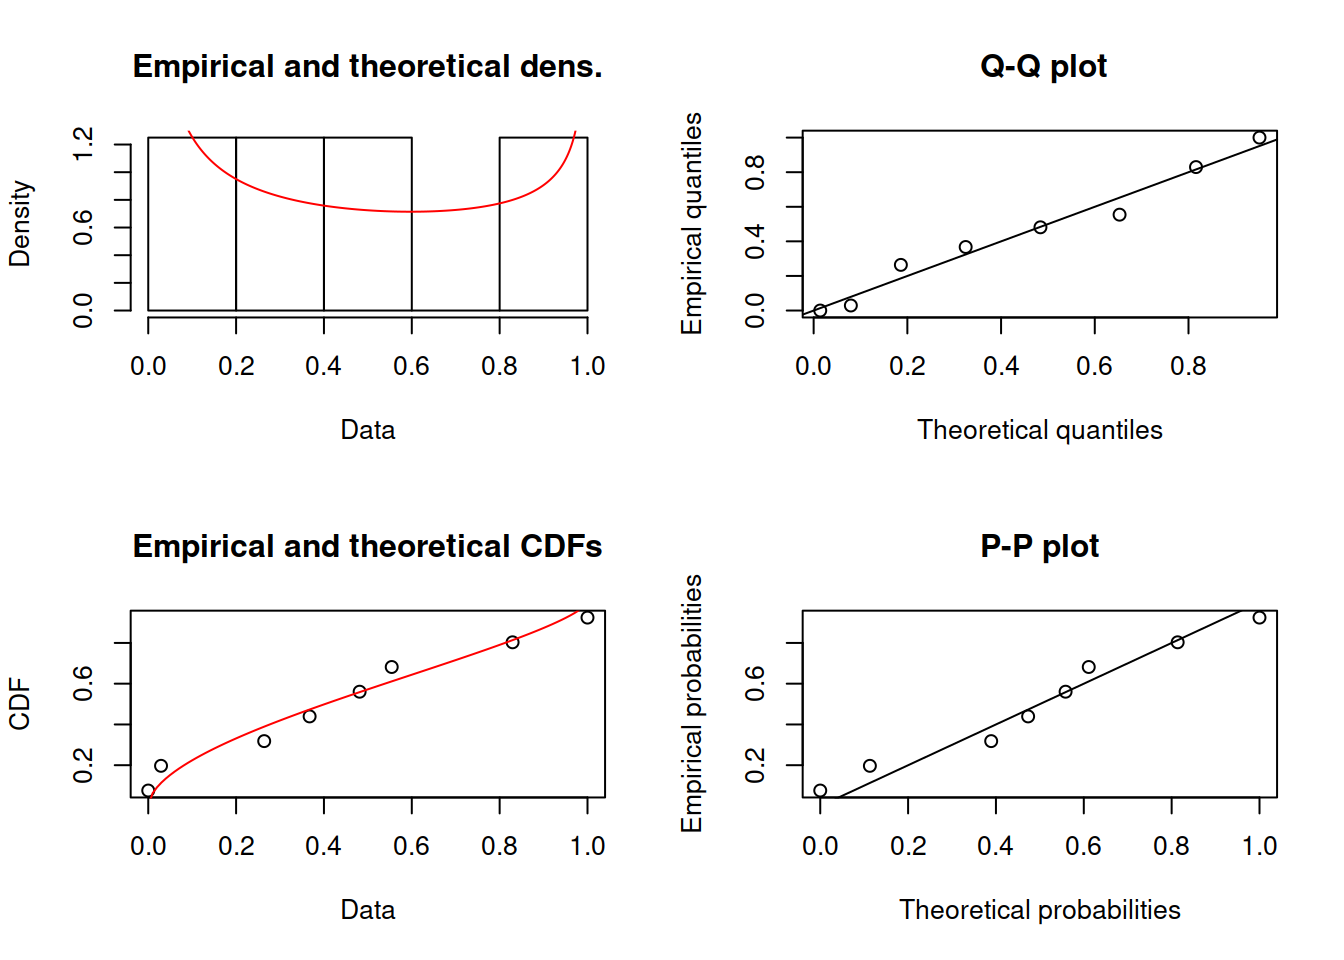 Empirical and theoretical dens.
Density
0.0 0.6 1.2
0.0 0.2 0.4 0.6 0.8 1.0
Data
Q-Q plot
Empirical quantiles
0.0 0.4 0.8
0.0 0.2 0.4 0.6 0.8
Theoretical quantiles
Empirical and theoretical CDFs
CDF
0.2 0.6
0.0 0.2 0.4 0.6 0.8 1.0
Data
P-P plot
Empirical probabilities
0.2 0.6
0.0 0.2 0.4 0.6 0.8 1.0
Theoretical probabilities